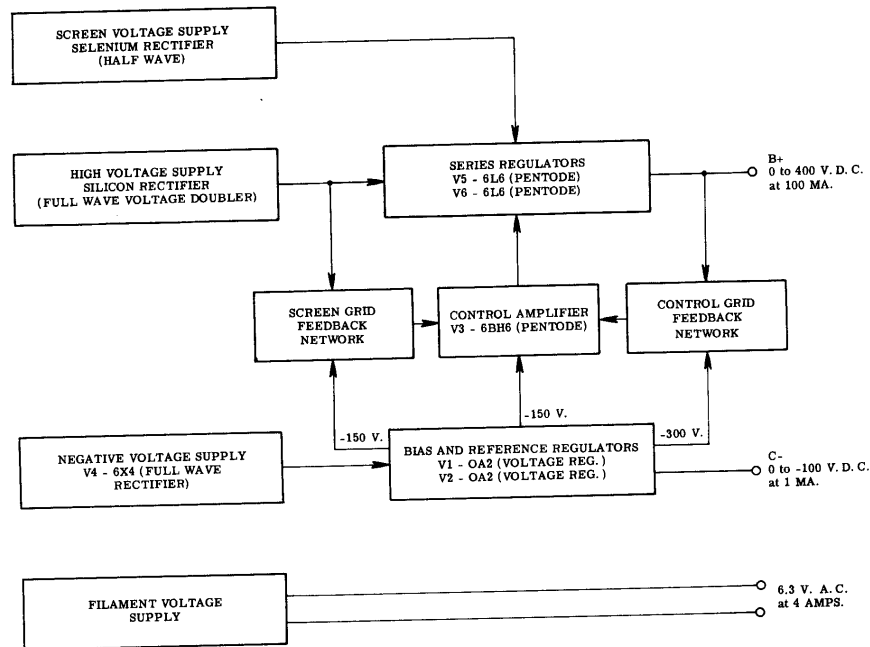 SCREEN VOLTAGE SUPPLY
SELENIUM RECTIFIER
(HALF WAVE)
HIGH VOLTAGE SUPPLY
SILICON RECTIFIER
(FULL WAVE VOLTAGE DOUBLER)
SERIES REGULATORS
V5 - 6L6 (PENTODE)
V6 - 6L6 (PENTODE)
B+
0 to 400 V. D. C.
at 100 MA.
SCREEN GRID
FEEDBACK
NETWORK
CONTROL AMPLIFIER
V3 - 6BH6 (PENTODE)
CONTROL GRID
FEEDBACK
NETWORK
-150 V.
-150 V.
-300 V.
NEGATIVE VOLTAGE SUPPLY
V4 - 6X4 (FULL WAVE
RECTIFIER)
BIAS AND REFERENCE REGULATORS
V1 - OA2 (VOLTAGE REG.)
V2 - OA2 (VOLTAGE REG.)
C-
0 to -100 V. D. C.
at 1 MA.
FILAMENT VOLTAGE
SUPPLY
6.3 V. A. C.
at 4 AMPS.